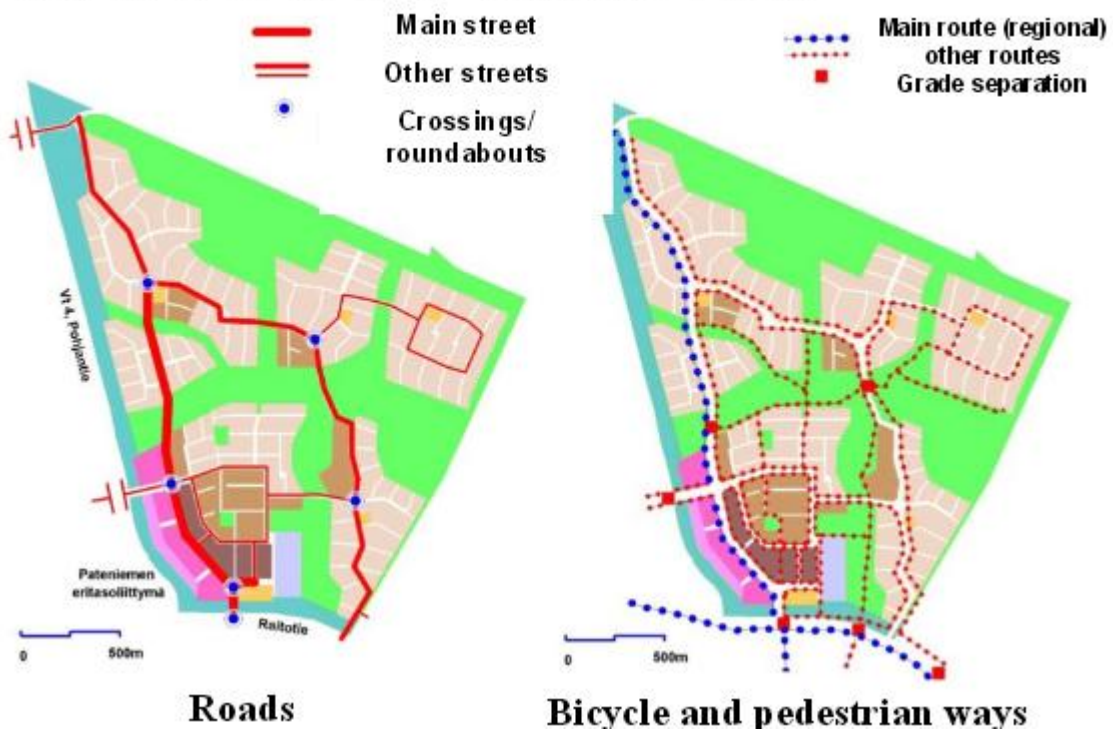 Main street
Other streets
Crossings/
roundabouts
Main route (regional)
other routes
Grade separation
Vt 4, Pohjantie
Pateniemen
eritasoliittymä
Raitotie
0 500m
0 500m
Roads
Bicycle and pedestrian ways